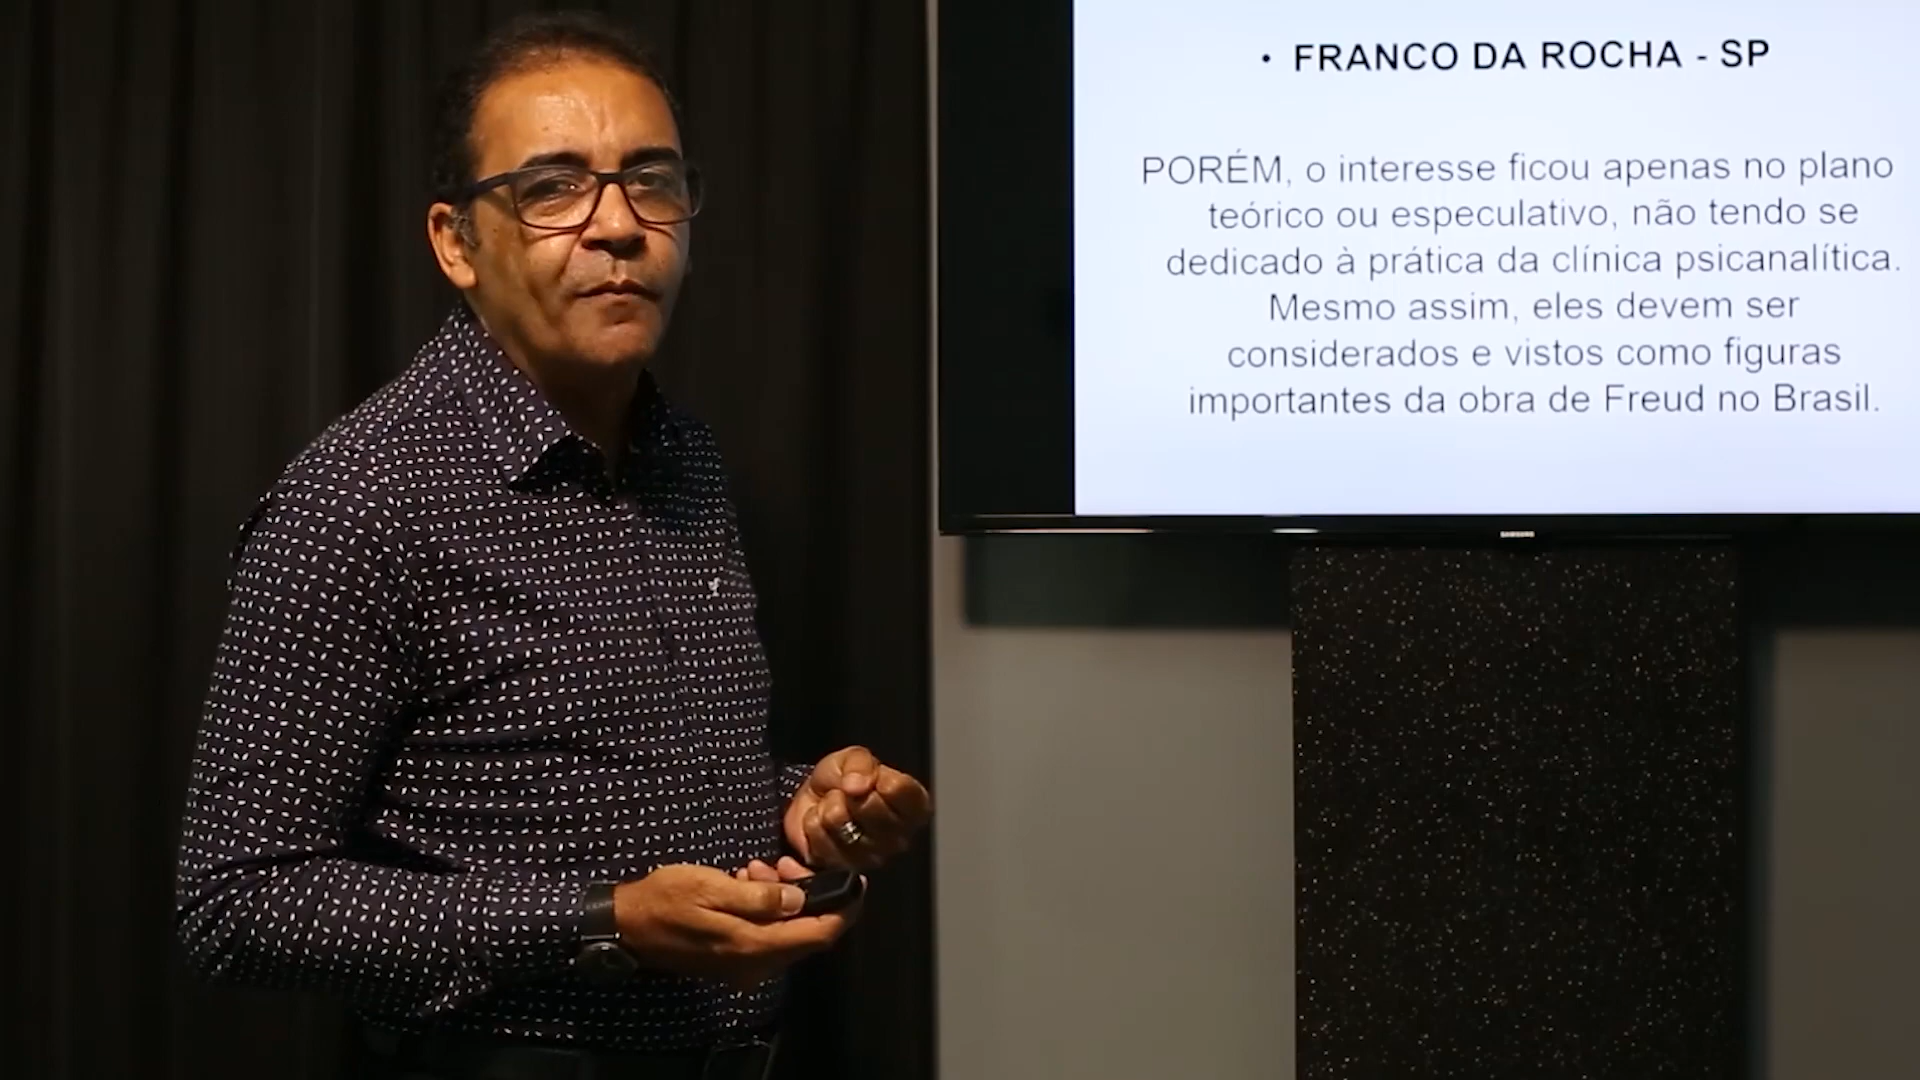 • FRANCO DA ROCHA - SP
PORÉM, o interesse ficou apenas no plano
teórico ou especulativo, não tendo se
dedicado à prática da clínica psicanalítica.
Mesmo assim, eles devem ser
considerados e vistos como figuras
importantes da obra de Freud no Brasil.
SAMSUNG